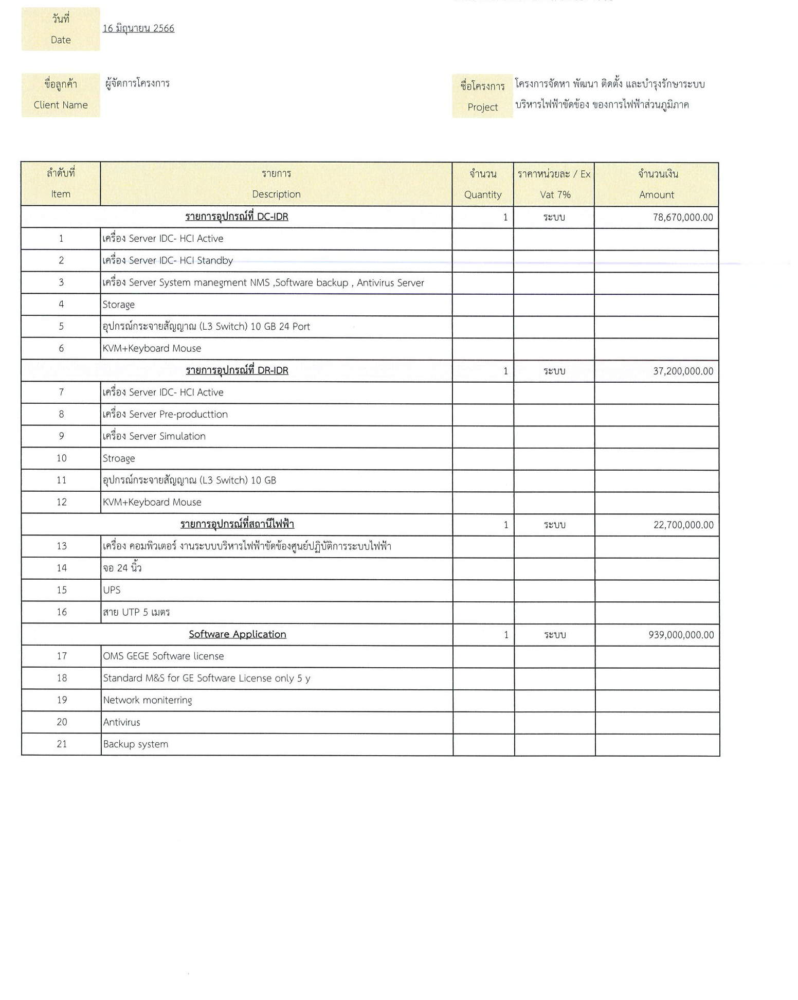 วันที่
Date
16 มิถุนายน 2566
ชื่อลูกค้า
Client Name
ผู้จัดการโครงการ
ชื่อโครงการ
Project
โครงการจัดหา พัฒนา ติดตั้ง และบำรุงรักษาระบบ
บริหารไฟฟ้าขัดข้อง ของการไฟฟ้าส่วนภูมิภาค
ลำดับที่ รายการ จำนวน ราคาหน่วยละ / Ex จำนวนเงิน
Item Description Quantity Vat 7% Amount
รายการอุปกรณ์ที่ DC-IDR 1 ระบบ 78,670,000.00
1 เครื่อง Server IDC- HCI Active
2 เครื่อง Server IDC- HCI Standby
3 เครื่อง Server System manegment NMS ,Software backup , Antivirus Server
4 Storage
5 อุปกรณ์กระจายสัญญาณ (L3 Switch) 10 GB 24 Port
6 KVM+Keyboard Mouse
รายการอุปกรณ์ที่ DR-IDR 1 ระบบ 37,200,000.00
7 เครื่อง Server IDC- HCI Active
8 เครื่อง Server Pre-producttion
9 เครื่อง Server Simulation
10 Stroage
11 อุปกรณ์กระจายสัญญาณ (L3 Switch) 10 GB
12 KVM+Keyboard Mouse
รายการอุปกรณ์ที่สถานีไฟฟ้า 1 ระบบ 22,700,000.00
13 เครื่อง คอมพิวเตอร์ งานระบบบริหารไฟฟ้าขัดข้องศูนย์ปฏิบัติการระบบไฟฟ้า
14 จอ 24 นิ้ว
15 UPS
16 สาย UTP 5 เมตร
Software Application 1 ระบบ 939,000,000.00
17 OMS GEGE Software license
18 Standard M&S for GE Software License only 5 y
19 Network moniterring
20 Antivirus
21 Backup system